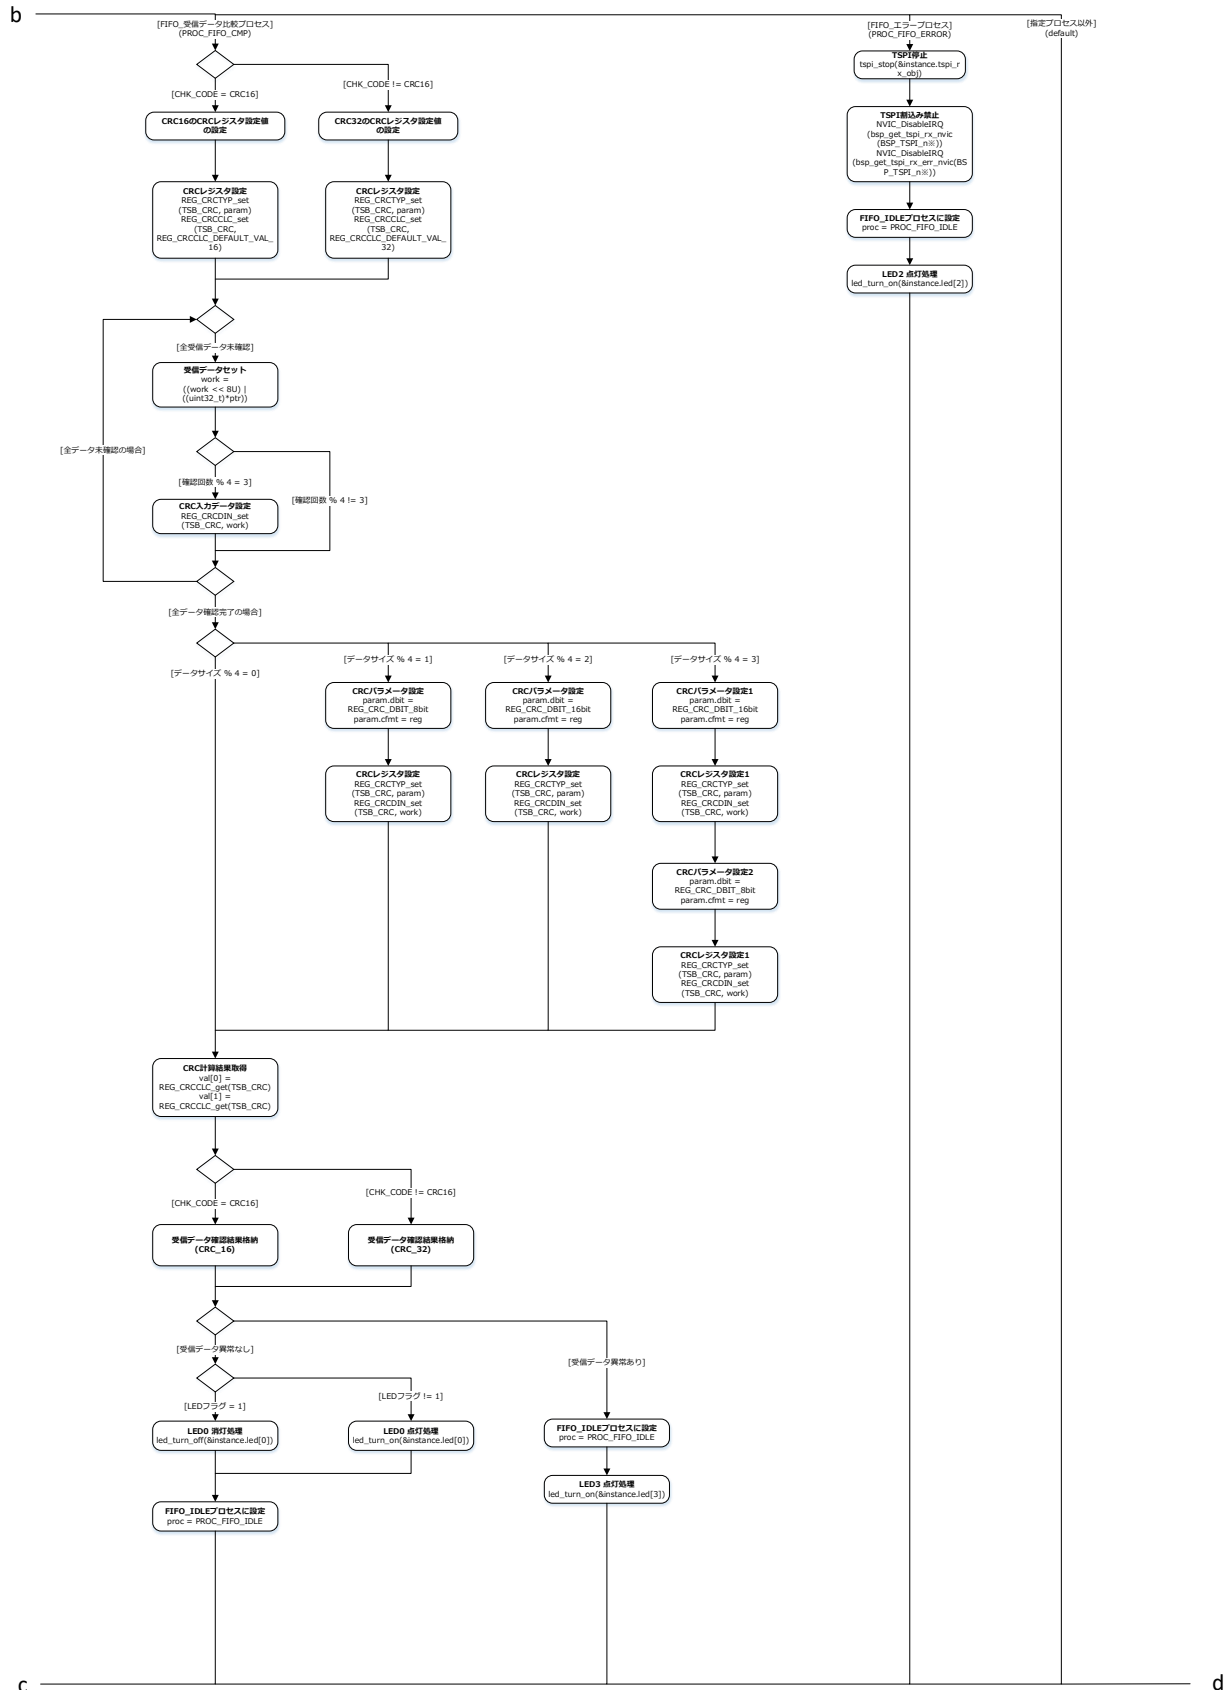 b
[FIFO_受信データ比較プロセス]
(PROC_FIFO_CMP)
[FIFO_エラープロセス]
(PROC_FIFO_ERROR)
[指定プロセス以外]
(default)
[CHK_CODE = CRC16]
[CHK_CODE != CRC16]
CRC16のCRCレジスタ設定値
の設定
CRC32のCRCレジスタ設定値
の設定
CRCレジスタ設定
REG_CRCTYP_set
(TSB_CRC, param)
REG_CRCCLC_set
(TSB_CRC,
REG_CRCCLC_DEFAULT_VAL_
16)
CRCレジスタ設定
REG_CRCTYP_set
(TSB_CRC, param)
REG_CRCCLC_set
(TSB_CRC,
REG_CRCCLC_DEFAULT_VAL_
32)
TSPI停止
tspi_stop(&instance.tspi_r
x_obj)
TSPI割込み禁止
NVIC_DisableIRQ
(bsp_get_tspi_rx_nvic
(BSP_TSPI_n※))
NVIC_DisableIRQ
(bsp_get_tspi_rx_err_nvic(BS
P_TSPI_n※))
FIFO_IDLEプロセスに設定
proc = PROC_FIFO_IDLE
LED2 点灯処理
led_turn_on(&instance.led[2])
[全受信データ未確認]
受信データセット
work =
((work << 8U) |
((uint32_t)*ptr))
[全データ未確認の場合]
[確認回数 % 4 = 3]
[確認回数 % 4 != 3]
CRC入力データ設定
REG_CRCDIN_set
(TSB_CRC, work)
[全データ確認完了の場合]
[データサイズ % 4 = 0]
[データサイズ % 4 = 1]
[データサイズ % 4 = 2]
[データサイズ % 4 = 3]
CRCパラメータ設定
param.dbit =
REG_CRC_DBIT_8bit
param.cfmt = reg
CRCパラメータ設定
param.dbit =
REG_CRC_DBIT_16bit
param.cfmt = reg
CRCパラメータ設定1
param.dbit =
REG_CRC_DBIT_16bit
param.cfmt = reg
CRCレジスタ設定
REG_CRCTYP_set
(TSB_CRC, param)
REG_CRCDIN_set
(TSB_CRC, work)
CRCレジスタ設定
REG_CRCTYP_set
(TSB_CRC, param)
REG_CRCDIN_set
(TSB_CRC, work)
CRCレジスタ設定1
REG_CRCTYP_set
(TSB_CRC, param)
REG_CRCDIN_set
(TSB_CRC, work)
CRCパラメータ設定2
param.dbit =
REG_CRC_DBIT_8bit
param.cfmt = reg
CRCレジスタ設定1
REG_CRCTYP_set
(TSB_CRC, param)
REG_CRCDIN_set
(TSB_CRC, work)
CRC計算結果取得
val[0] =
REG_CRCCLC_get(TSB_CRC)
val[1] =
REG_CRCCLC_get(TSB_CRC)
[CHK_CODE = CRC16]
[CHK_CODE != CRC16]
受信データ確認結果格納
(CRC_16)
受信データ確認結果格納
(CRC_32)
[受信データ異常なし]
[受信データ異常あり]
[LEDフラグ = 1]
[LEDフラグ != 1]
LED0 消灯処理
led_turn_off(&instance.led[0])
LED0 点灯処理
led_turn_on(&instance.led[0])
FIFO_IDLEプロセスに設定
proc = PROC_FIFO_IDLE
LED3 点灯処理
led_turn_on(&instance.led[3])
FIFO_IDLEプロセスに設定
proc = PROC_FIFO_IDLE
c
d